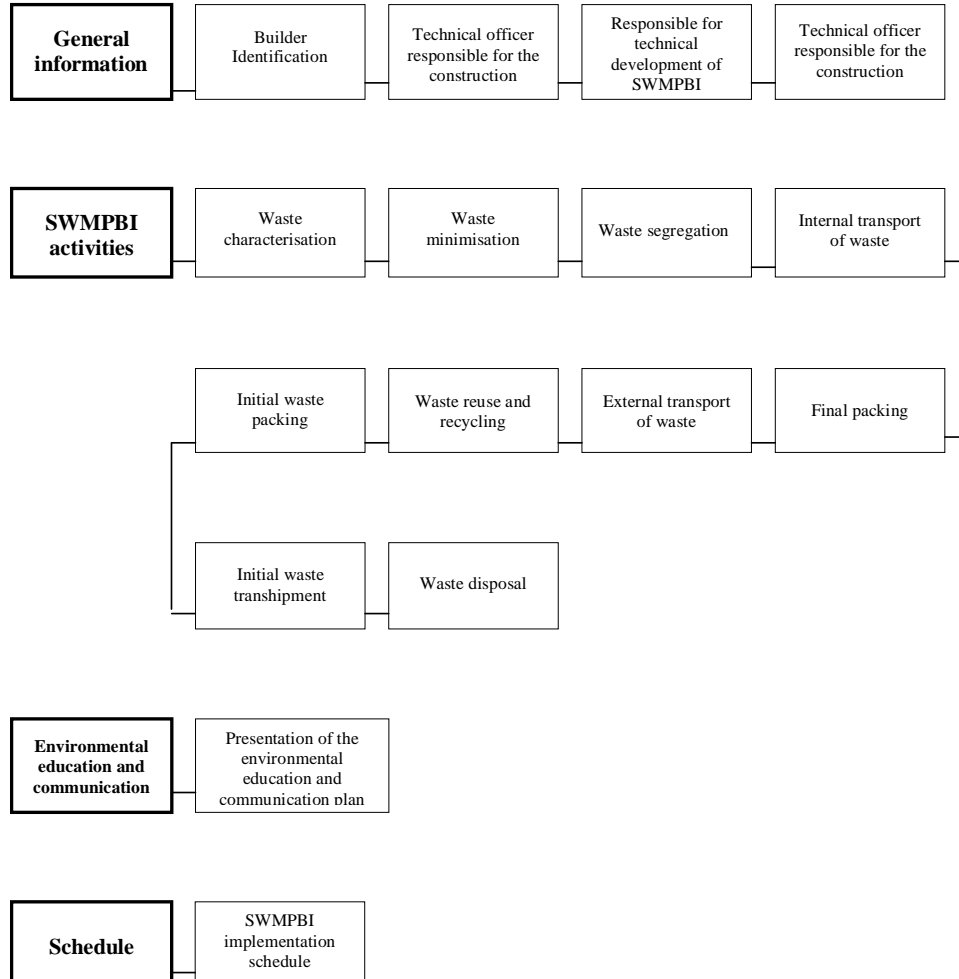 General
information
Builder
Identification
Technical officer
responsible for the
construction
Responsible for
technical
development of
SWMPBI
Technical officer
responsible for the
construction
SWMPBI
activities
Waste
characterisation
Waste
minimisation
Waste segregation
Internal transport
of waste
Initial waste
packing
Waste reuse and
recycling
External transport
of waste
Final packing
Initial waste
transhipment
Waste disposal
Environmental
education and
communication
Presentation of the
environmental
education and
communication plan
Schedule
SWMPBI
implementation
schedule